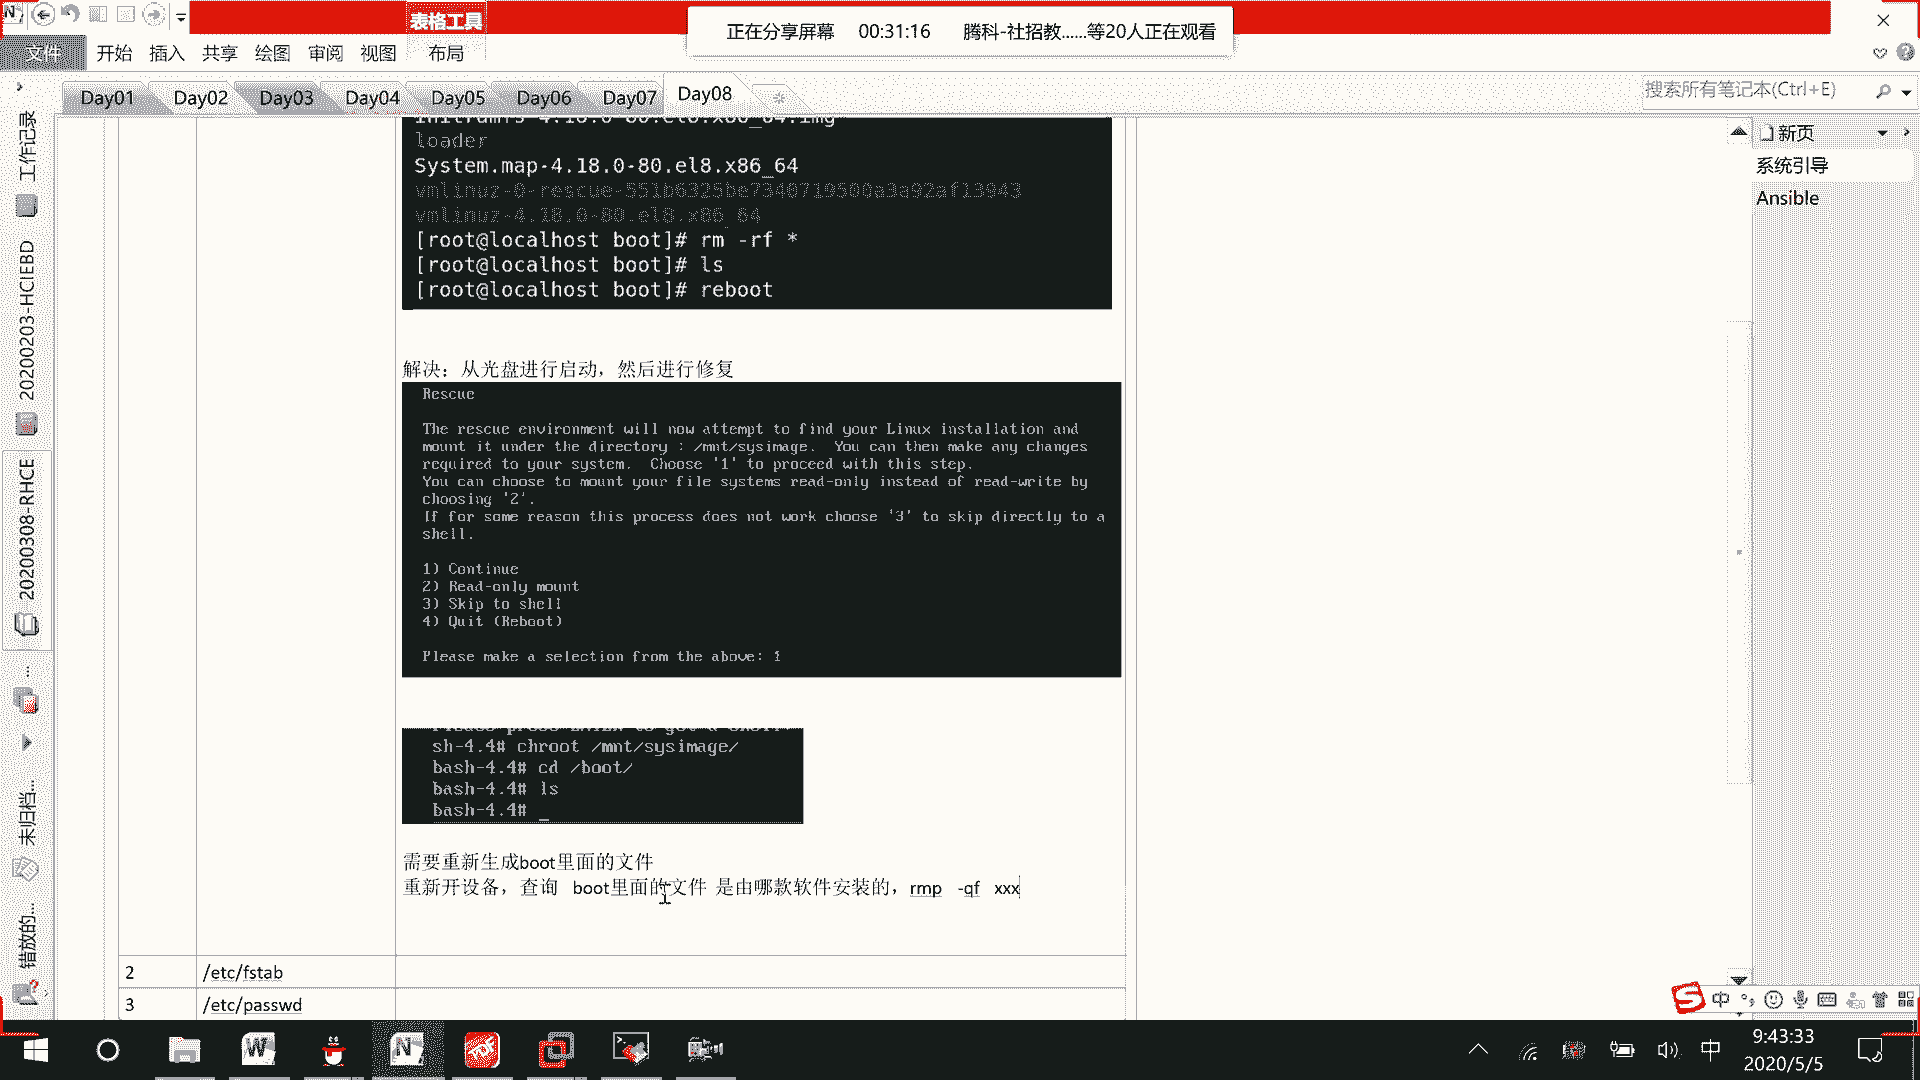 表格工具
正在分享屏幕 00:31:16 腾科-社招教......等20人正在观看
文件 开始 插入 共享 绘图 审阅 视图 布局
Day01 Day02 Day03 Day04 Day05 Day06 Day07 Day08
搜索所有笔记本(Ctrl+E)
工作记录
20200203-HCIEBD
20200308-RHCE
未归档...
错放的...
新页
系统引导
Ansible
initramfs-4.18.0-80.el8.x86_64.img
loader
System.map-4.18.0-80.el8.x86_64
vmlinuz-0-rescue-551b6325be7340719500a3a92af13943
vmlinuz-4.18.0-80.el8.x86_64
[root@localhost boot]# rm -rf *
[root@localhost boot]# ls
[root@localhost boot]# reboot
解决：从光盘进行启动，然后进行修复
Rescue
The rescue environment will now attempt to find your Linux installation and
mount it under the directory : /mnt/sysimage. You can then make any changes
required to your system. Choose '1' to proceed with this step.
You can choose to mount your file systems read-only instead of read-write by
choosing '2'.
If for some reason this process does not work choose '3' to skip directly to a
shell.
1) Continue
2) Read-only mount
3) Skip to shell
4) Quit (Reboot)
Please make a selection from the above: 1
sh-4.4# chroot /mnt/sysimage/
bash-4.4# cd /boot/
bash-4.4# ls
bash-4.4# _
需要重新生成boot里面的文件
重新开设备，查询 boot里面的文件 是由哪款软件安装的，rmp -qf xxx
2 /etc/fstab
3 /etc/passwd
中
中
9:43:33
2020/5/5